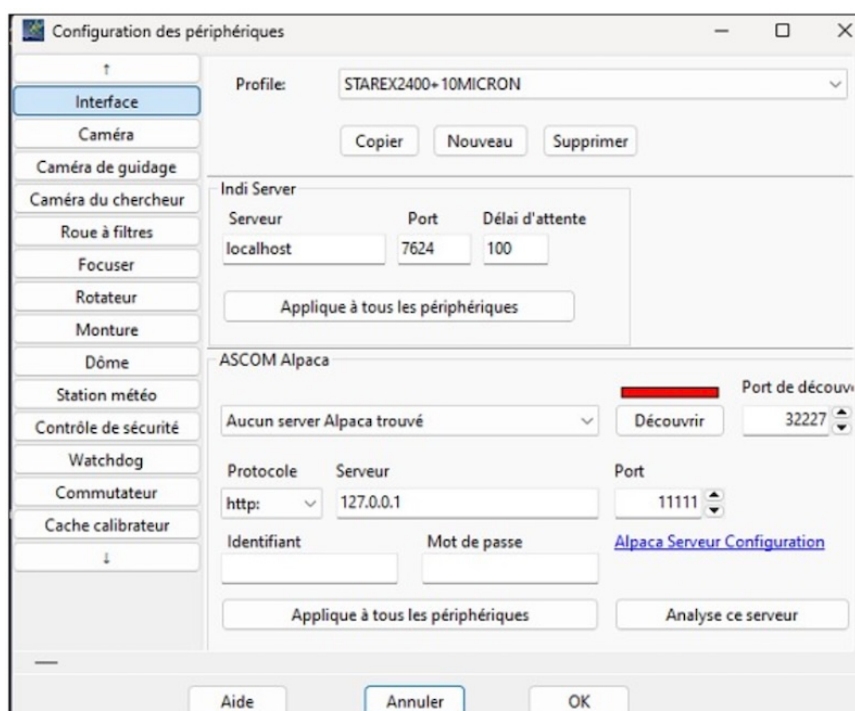 Configuration des périphériques
↑
Interface
Caméra
Caméra de guidage
Caméra du chercheur
Roue à filtres
Focuser
Rotateur
Monture
Dôme
Station météo
Contrôle de sécurité
Watchdog
Commutateur
Cache calibrateur
↓
Profile: STAREX2400+10MICRON
Copier Nouveau Supprimer
Indi Server
Serveur Port Délai d'attente
localhost 7624 100
Applique à tous les périphériques
ASCOM Alpaca
Port de découv
Aucun server Alpaca trouvé Découvrir 32227
Protocole Serveur Port
http: 127.0.0.1 11111
Identifiant Mot de passe Alpaca Serveur Configuration
Applique à tous les périphériques Analyse ce serveur
Aide Annuler OK